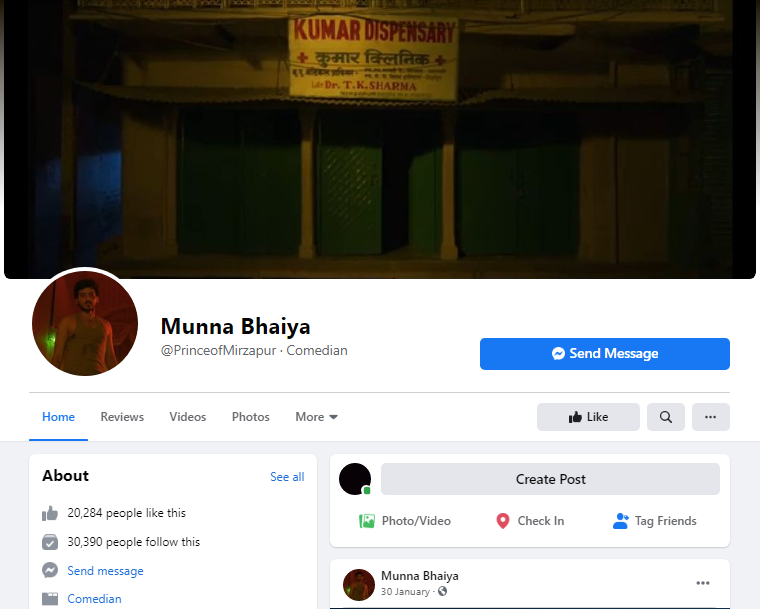 KUMAR DISPENSARY
+ कुमार क्लिनिक +
Late Dr. T.K.SHARMA
Munna Bhaiya
@PrinceofMirzapur · Comedian
Send Message
Home
Reviews
Videos
Photos
More
Like
About
See all
20,284 people like this
30,390 people follow this
Send message
Comedian
Create Post
Photo/Video
Check In
Tag Friends
Munna Bhaiya
30 January ·